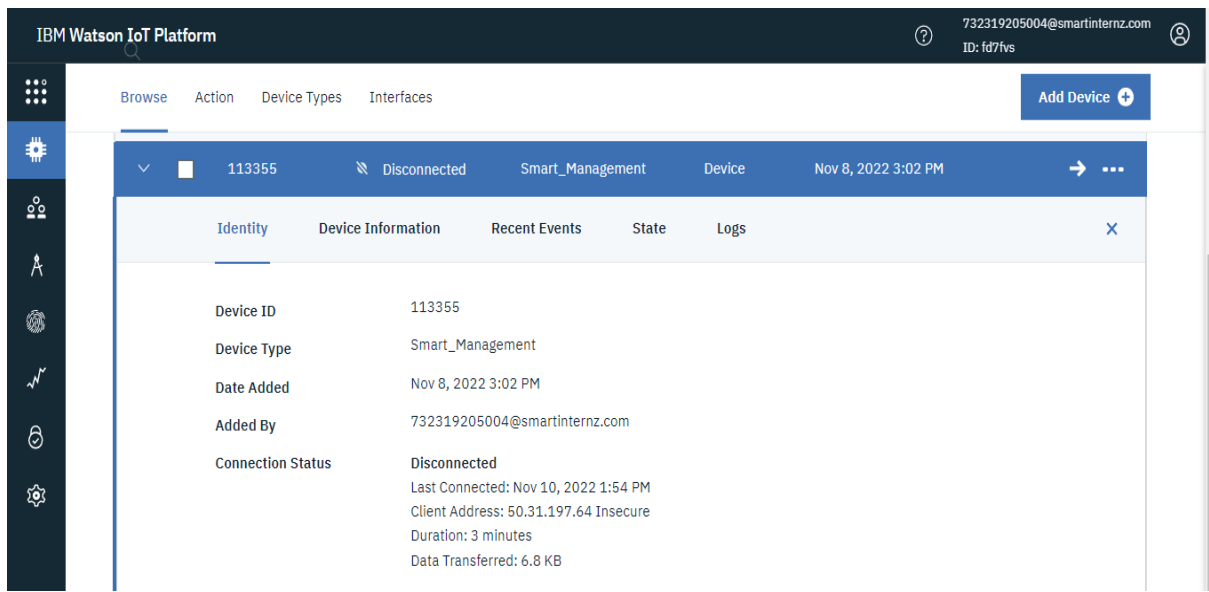 IBM Watson IoT Platform
732319205004@smartinternz.com
ID: fd7fvs
Browse Action Device Types Interfaces
Add Device
113355 Disconnected Smart_Management Device Nov 8, 2022 3:02 PM
Identity Device Information Recent Events State Logs
Device ID 113355
Device Type Smart_Management
Date Added Nov 8, 2022 3:02 PM
Added By 732319205004@smartinternz.com
Connection Status Disconnected
Last Connected: Nov 10, 2022 1:54 PM
Client Address: 50.31.197.64 Insecure
Duration: 3 minutes
Data Transferred: 6.8 KB